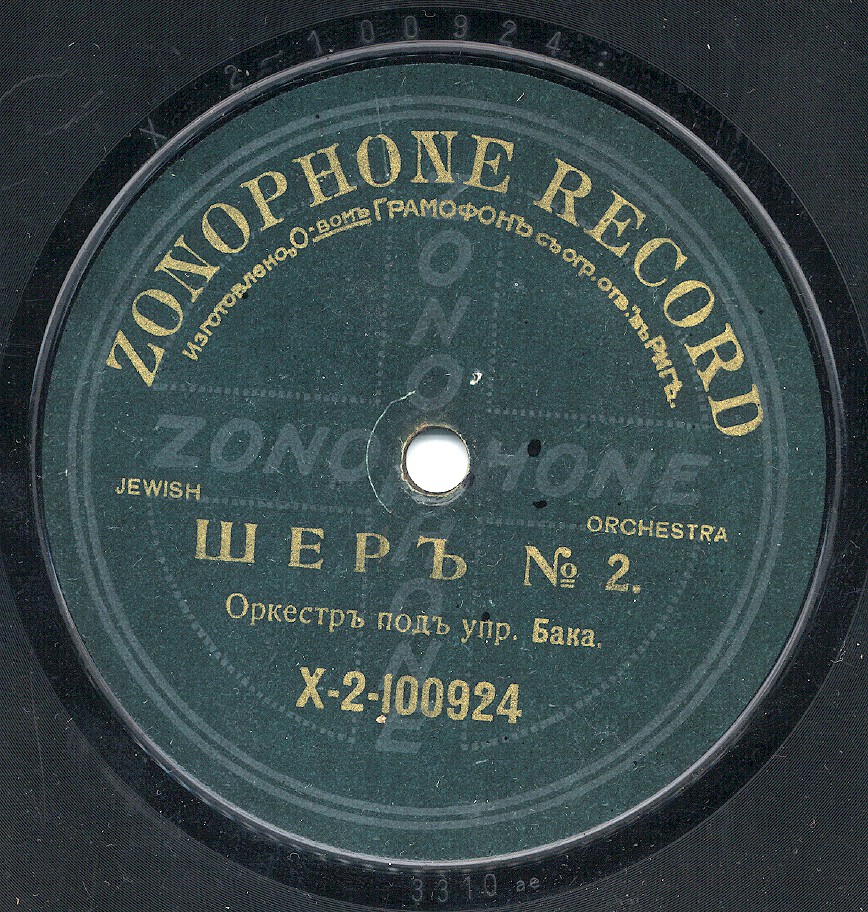 X 2-100924.
ZONOPHONE RECORD
Изготовлено „О-вомъ ГРАМОФОНЪ съ огр. отв.“ въ Ригѣ.
ZONOPHONE
ZONOPHONE
JEWISH ORCHESTRA
ШЕРЪ № 2.
Оркестръ подъ упр. Бака.
X-2-100924
3310 ae